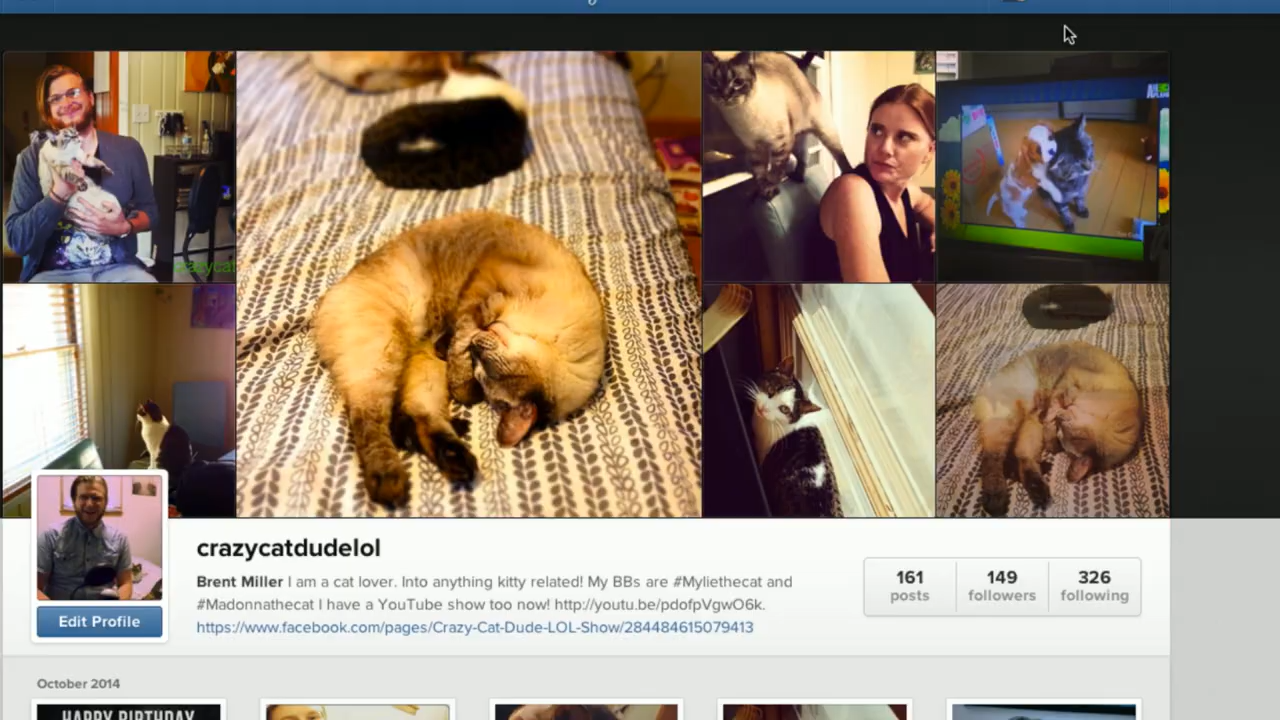 crazycat
crazycatdudelol
Brent Miller I am a cat lover. Into anything kitty related! My BBs are #Myliethecat and
#Madonnathecat I have a YouTube show too now! http://youtu.be/pdofpVgwO6k.
https://www.facebook.com/pages/Crazy-Cat-Dude-LOL-Show/284484615079413
161
posts
149
followers
326
following
Edit Profile
October 2014
HAPPY BIRTHDAY